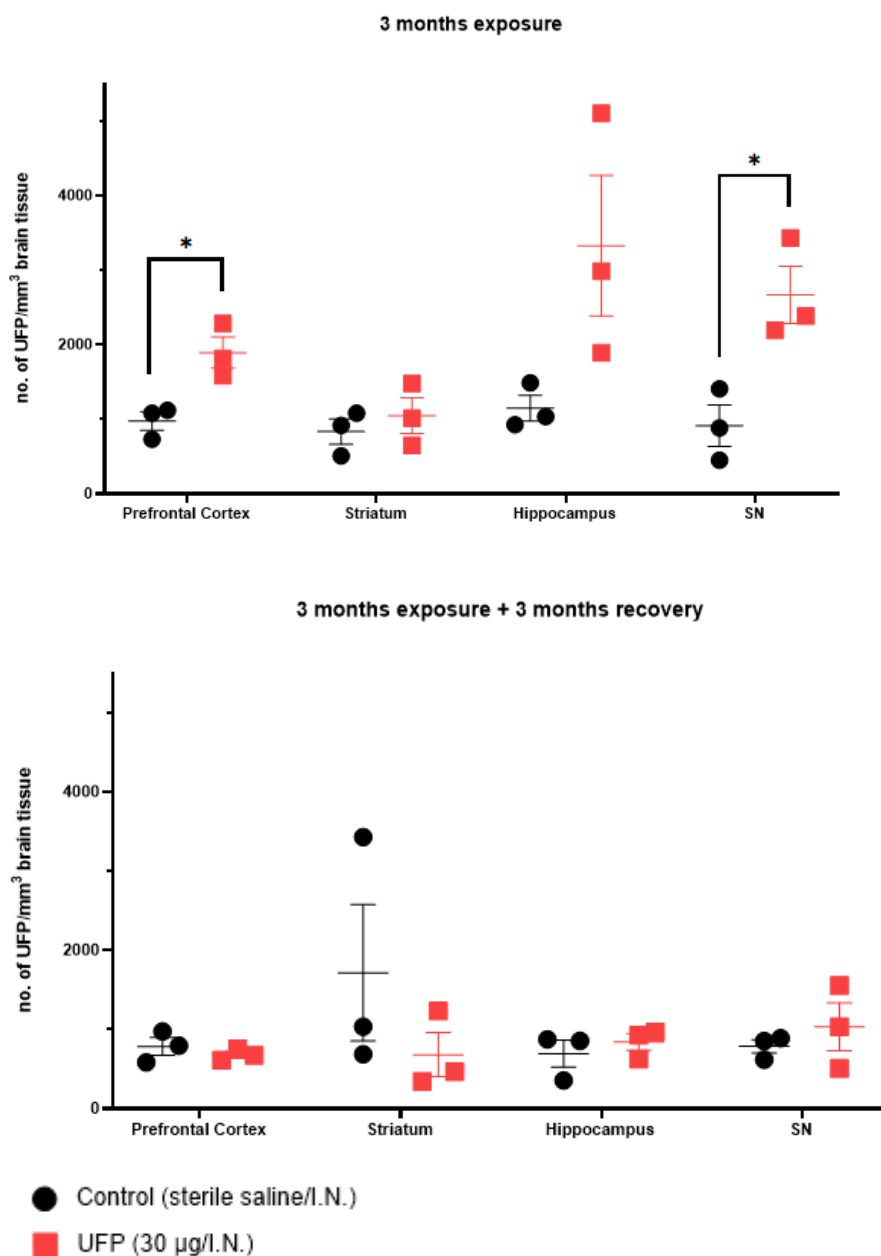 3 months exposure
no. of UFP/mm³ brain tissue
4000
2000
0
*
*
Prefrontal Cortex Striatum Hippocampus SN
3 months exposure + 3 months recovery
no. of UFP/mm³ brain tissue
4000
2000
0
Prefrontal Cortex Striatum Hippocampus SN
Control (sterile saline/I.N.)
UFP (30 µg/I.N.)